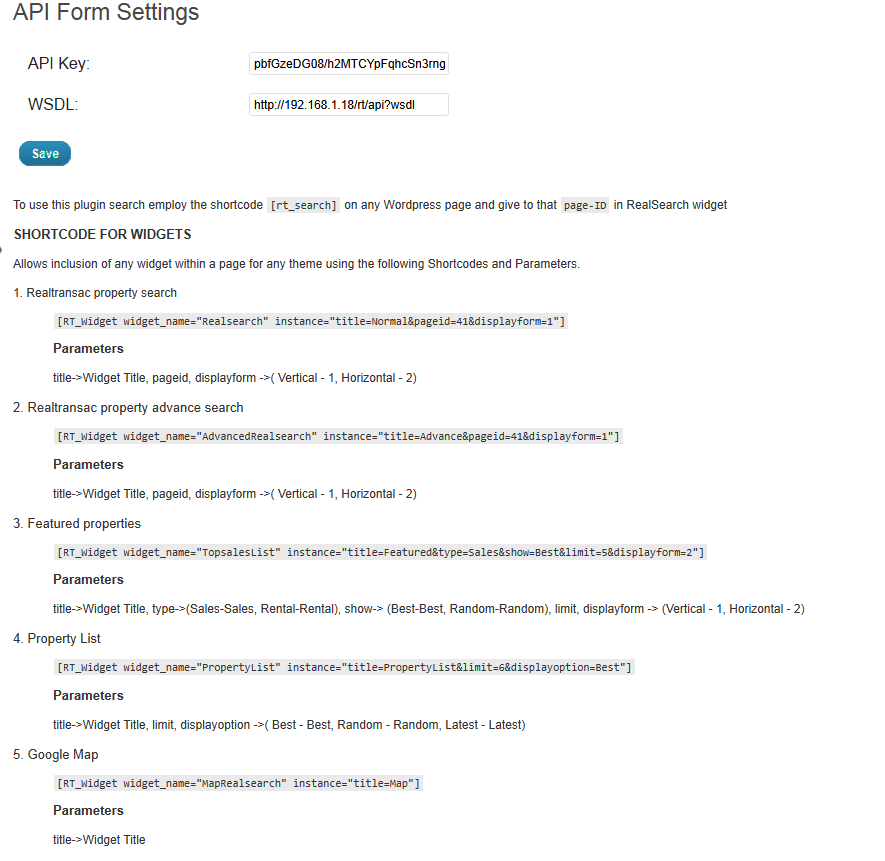 API Form Settings
API Key: pbfGzeDG08/h2MTCYpFqhcSn3rng
WSDL: http://192.168.1.18/rt/api?wsdl
Save
To use this plugin search employ the shortcode [rt_search] on any Wordpress page and give to that page-ID in RealSearch widget
SHORTCODE FOR WIDGETS
Allows inclusion of any widget within a page for any theme using the following Shortcodes and Parameters.
1. Realtransac property search
[RT_Widget widget_name="Realsearch" instance="title=Normal&pageid=41&displayform=1"]
Parameters
title->Widget Title, pageid, displayform ->( Vertical - 1, Horizontal - 2)
2. Realtransac property advance search
[RT_Widget widget_name="AdvancedRealsearch" instance="title=Advance&pageid=41&displayform=1"]
Parameters
title->Widget Title, pageid, displayform ->( Vertical - 1, Horizontal - 2)
3. Featured properties
[RT_Widget widget_name="TopsalesList" instance="title=Featured&type=Sales&show=Best&limit=5&displayform=2"]
Parameters
title->Widget Title, type->(Sales-Sales, Rental-Rental), show-> (Best-Best, Random-Random), limit, displayform -> (Vertical - 1, Horizontal - 2)
4. Property List
[RT_Widget widget_name="PropertyList" instance="title=PropertyList&limit=6&displayoption=Best"]
Parameters
title->Widget Title, limit, displayoption ->( Best - Best, Random - Random, Latest - Latest)
5. Google Map
[RT_Widget widget_name="MapRealsearch" instance="title=Map"]
Parameters
title->Widget Title